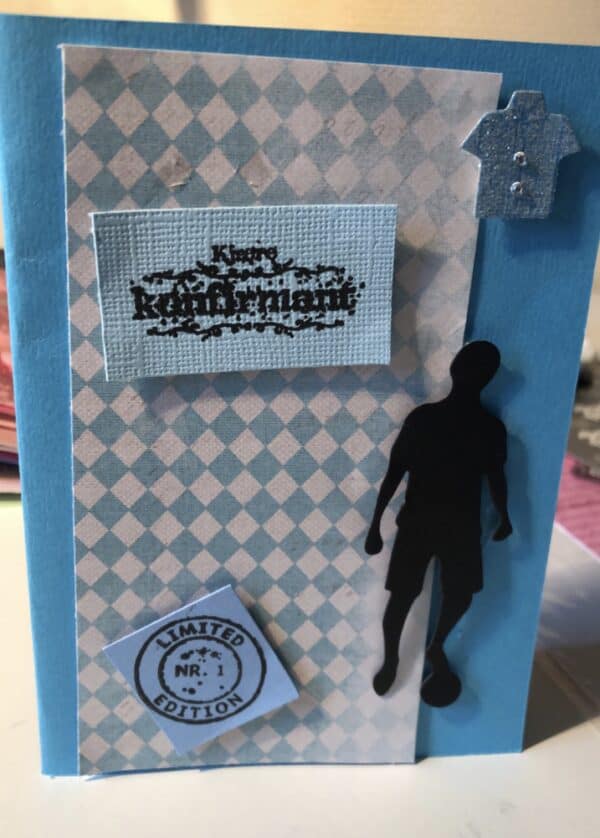 Kjære
konfirmant
LIMITED
NR. 1
EDITION